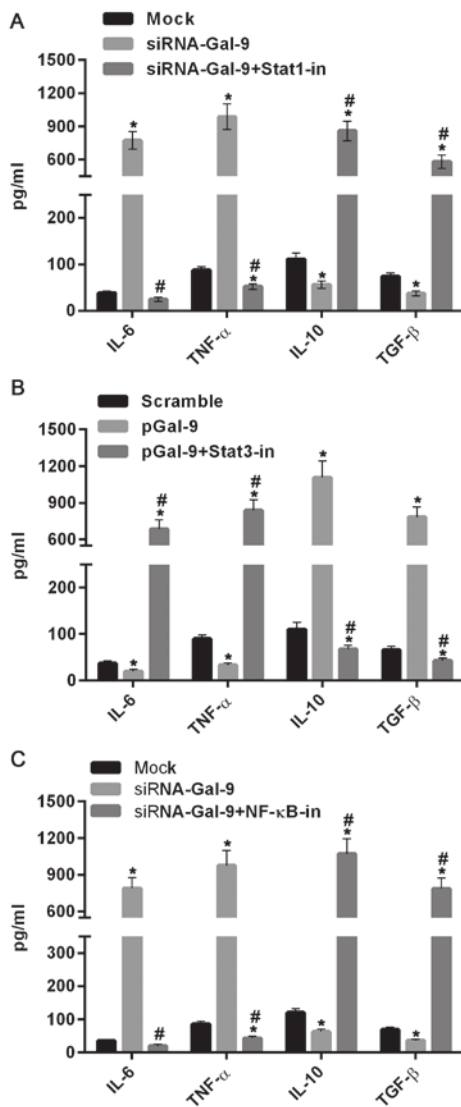 A
Mock
siRNA-Gal-9
siRNA-Gal-9+Stat1-in
1500
1200
900
600
200
100
0
pg/ml
* * # * # *
# # * * *
IL-6 TNF-α IL-10 TGF-β
B
Scramble
pGal-9
pGal-9+Stat3-in
1500
1200
900
600
200
100
0
pg/ml
# * # * * *
* * # * # *
IL-6 TNF-α IL-10 TGF-β
C
Mock
siRNA-Gal-9
siRNA-Gal-9+NF-κB-in
1500
1200
900
600
300
200
100
0
pg/ml
* * # * # *
# # * * *
IL-6 TNF-α IL-10 TGF-β